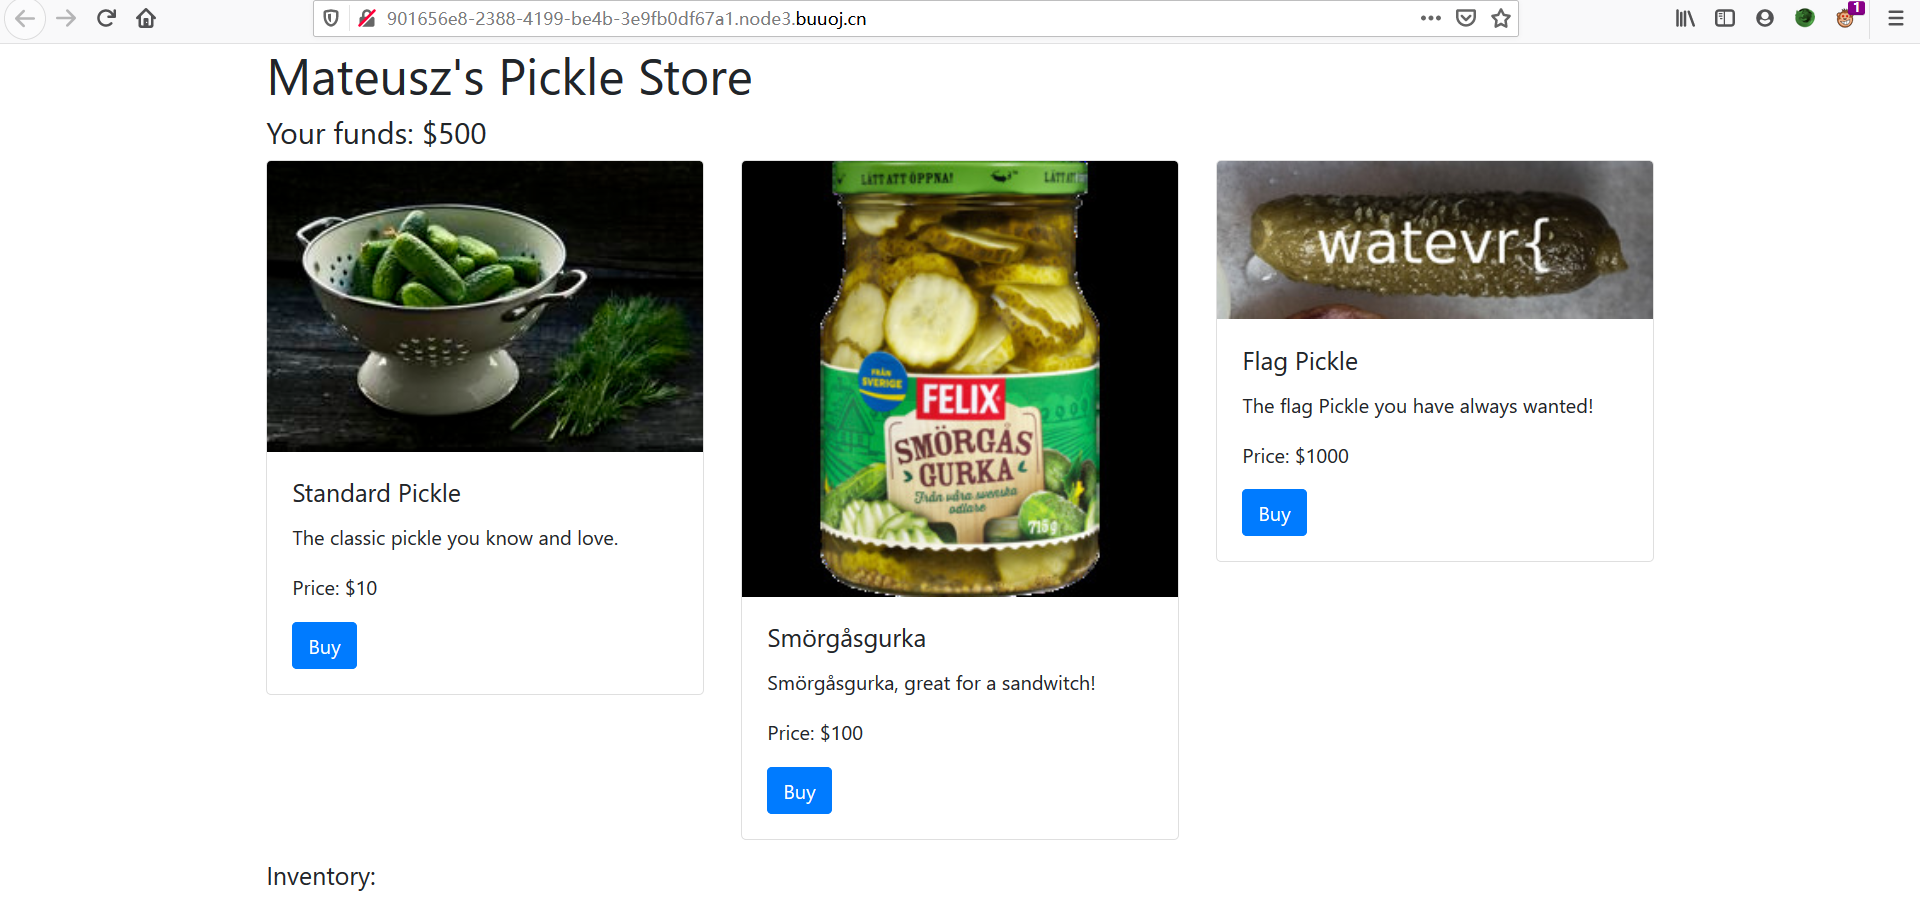 901656e8-2388-4199-be4b-3e9fb0df67a1.node3.buuoj.cn
1
Mateusz's Pickle Store
Your funds: $500
LÄTT ATT ÖPPNA!
LÄTT AT
FRÅN
SVERIGE
FELIX
SMÖRGÅS
GURKA
Från våra svenska
odlare
715g
watevr{
Standard Pickle
The classic pickle you know and love.
Price: $10
Buy
Smörgåsgurka
Smörgåsgurka, great for a sandwitch!
Price: $100
Buy
Flag Pickle
The flag Pickle you have always wanted!
Price: $1000
Buy
Inventory: